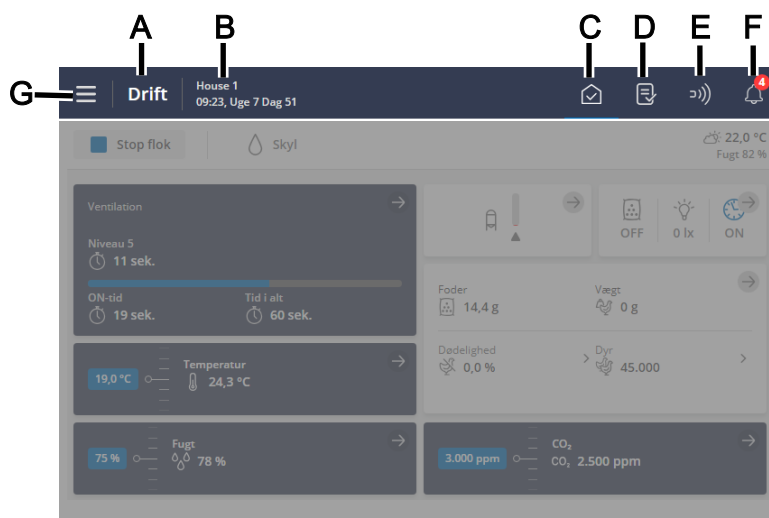 A B C D E F
G
Drift
House 1
09:23, Uge 7 Dag 51
4
Stop flok
Skyl
22,0 °C
Fugt 82 %
Ventilation
Niveau 5
11 sek.
ON-tid
19 sek.
Tid i alt
60 sek.
OFF
0 lx
ON
Foder
14,4 g
Vægt
0 g
Dødelighed
0,0 %
Dyr
45.000
19,0 °C
Temperatur
24,3 °C
75 %
Fugt
78 %
3.000 ppm
CO₂
CO₂ 2.500 ppm